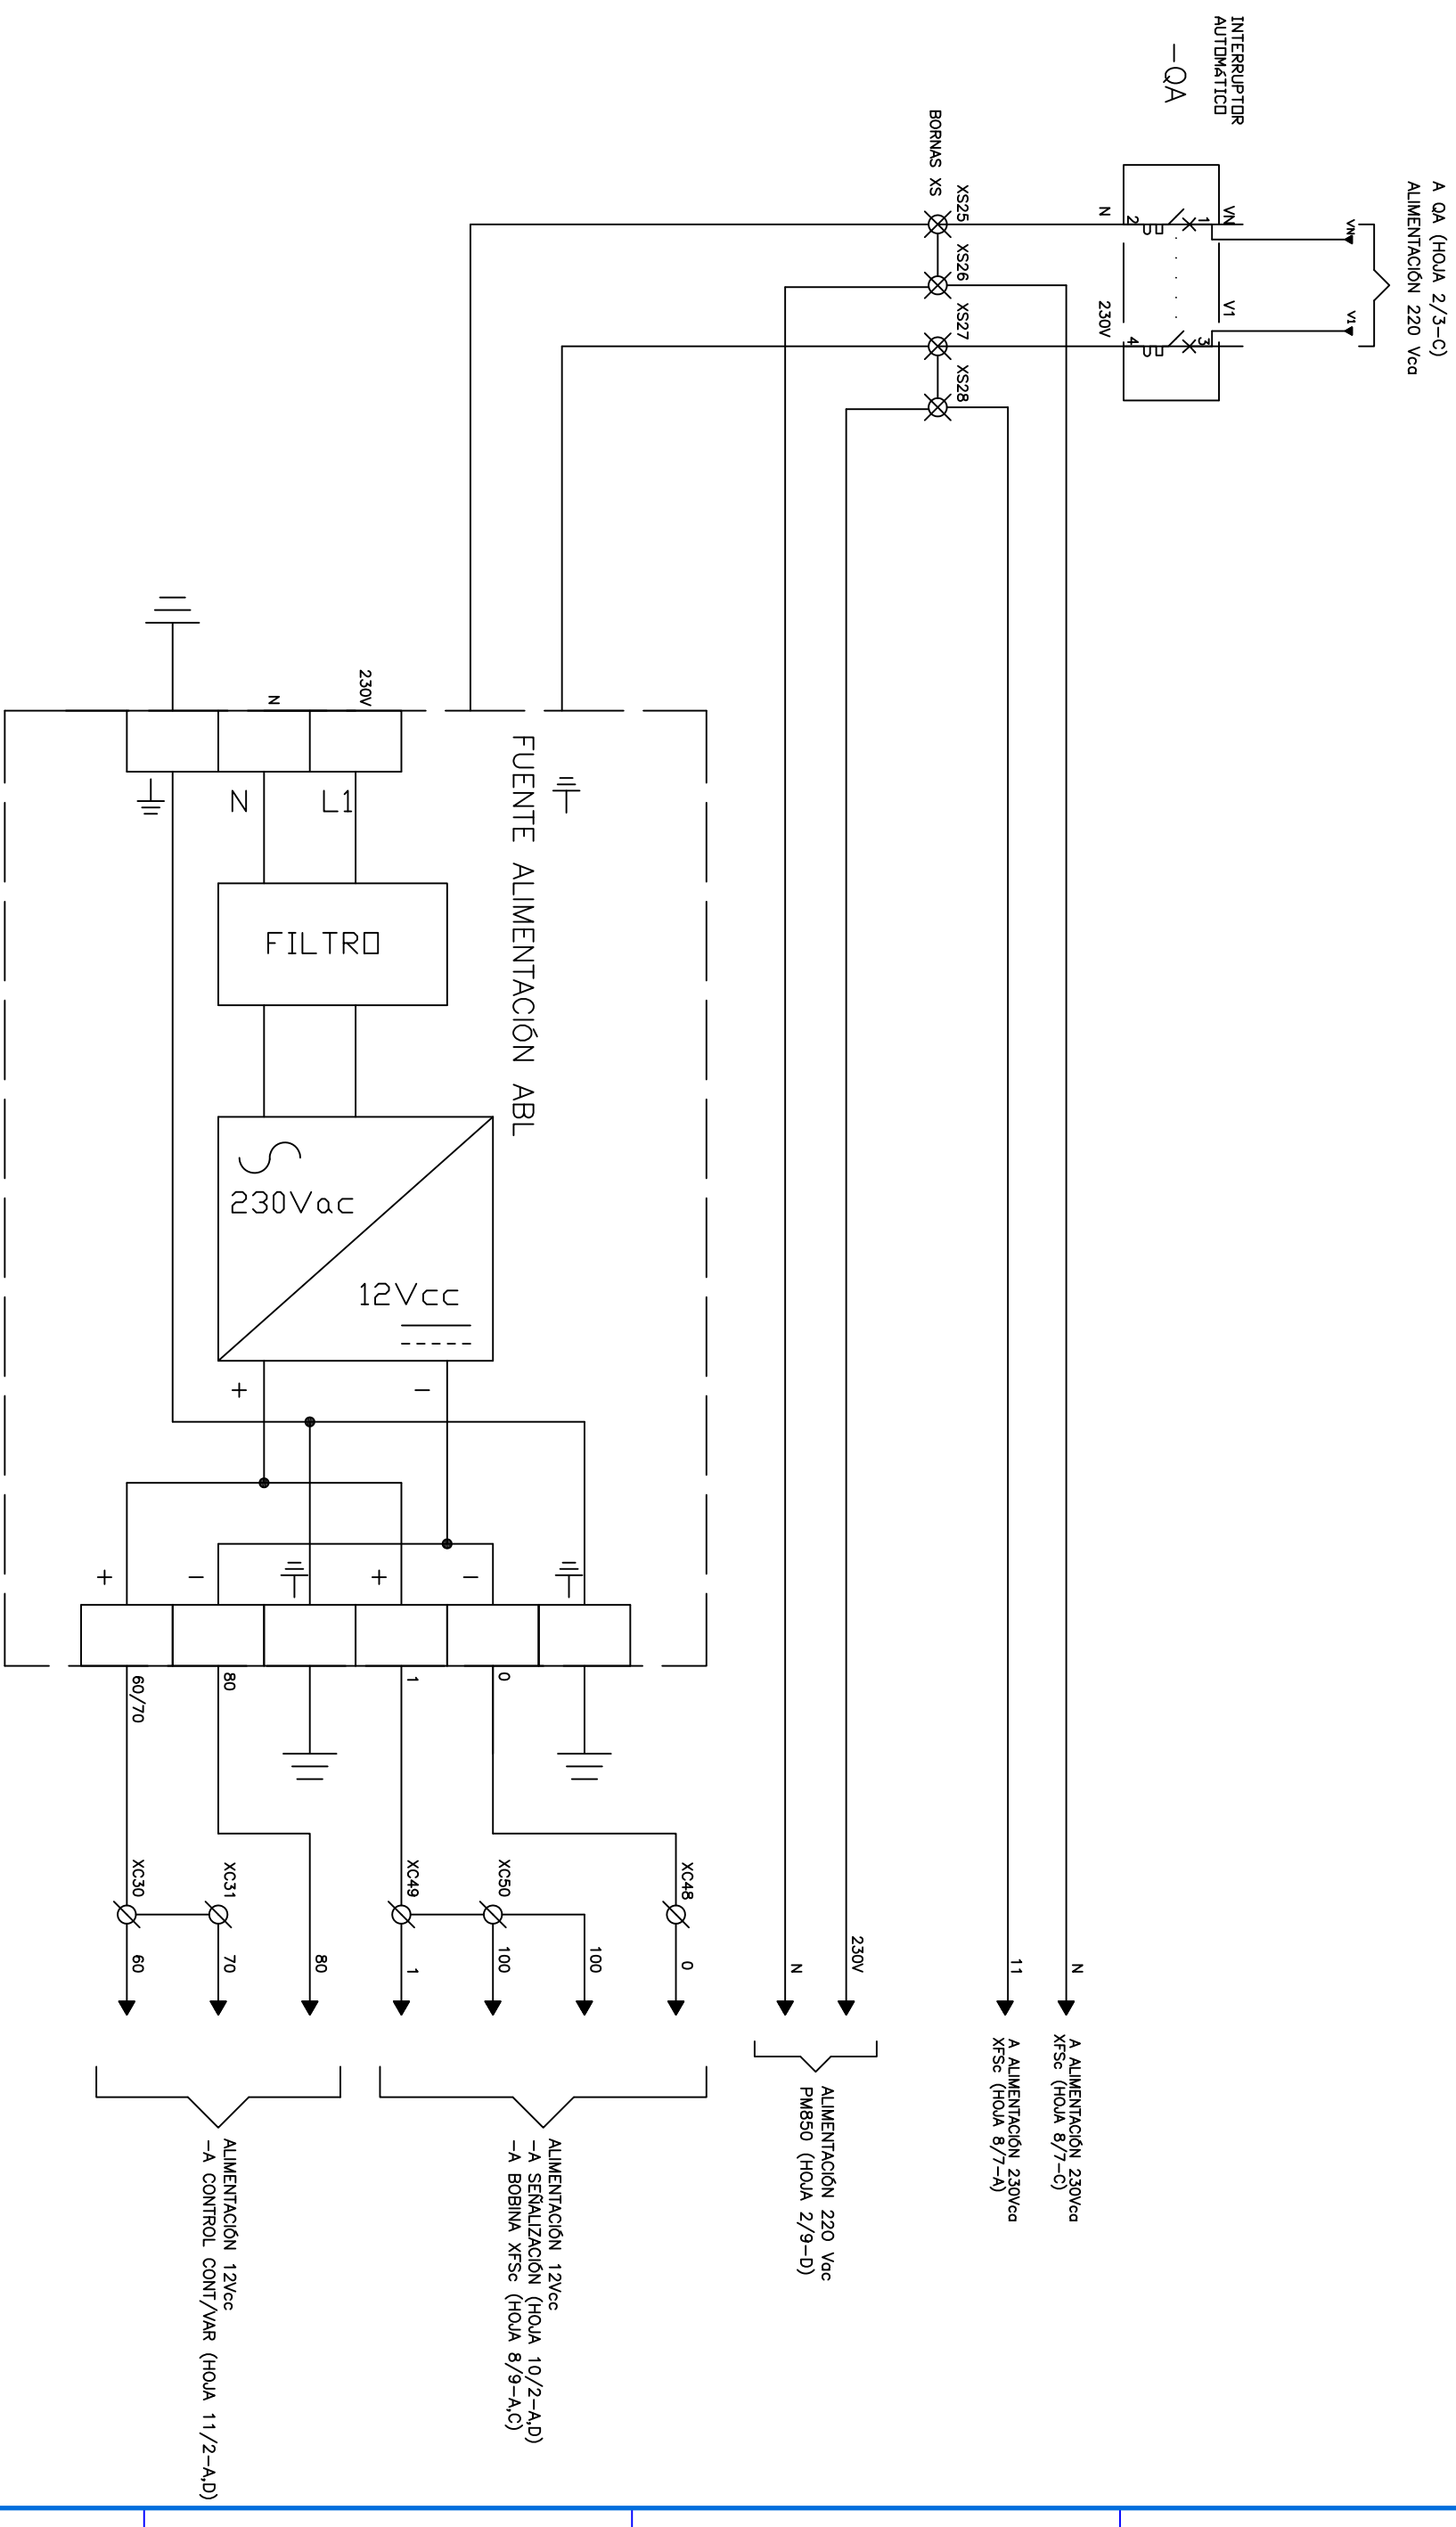 A QA (HOJA 2/3-C)
ALIMENTACIÓN 220 Vca
INTERRUPTOR
AUTOMÁTICO
-QA
VN
V1
VN
V1
1
3
2
4
N
230V
BORNAS XS
XS25
XS26
XS27
XS28
230V
N
L1
N
FUENTE ALIMENTACIÓN ABL
FILTRO
230Vac
12Vcc
+
-
+
-
+
-
60/70
80
1
0
XC30
XC31
XC49
XC50
XC48
60
70
80
1
100
100
0
N
230V
11
N
A ALIMENTACIÓN 230Vca
XFSc (HOJA 8/7-C)
A ALIMENTACIÓN 230Vca
XFSc (HOJA 8/7-A)
ALIMENTACIÓN 220 Vac
PM850 (HOJA 2/9-D)
ALIMENTACIÓN 12Vcc
-A SEÑALIZACIÓN (HOJA 10/2-A,D)
-A BOBINA XFSc (HOJA 8/9-A,C)
ALIMENTACIÓN 12Vcc
-A CONTROL CONT/VAR (HOJA 11/2-A,D)